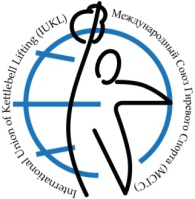 International Union of Kettlebell Lifting (IUKL)
Международный Союз Гиревого Спорта (МСГС)